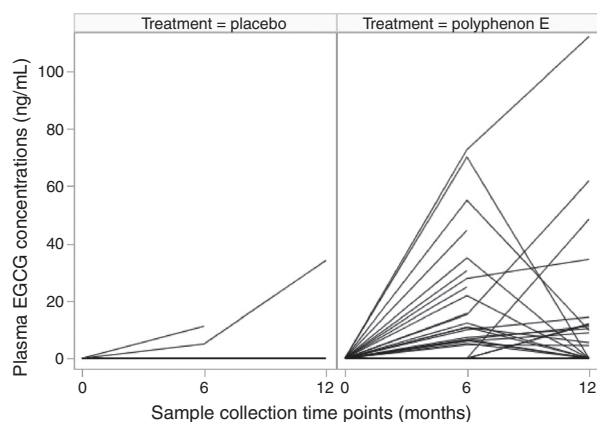 Treatment = placebo
Treatment = polyphenon E
Plasma EGCG concentrations (ng/mL)
100
80
60
40
20
0
0 6 12 0 6 12
Sample collection time points (months)